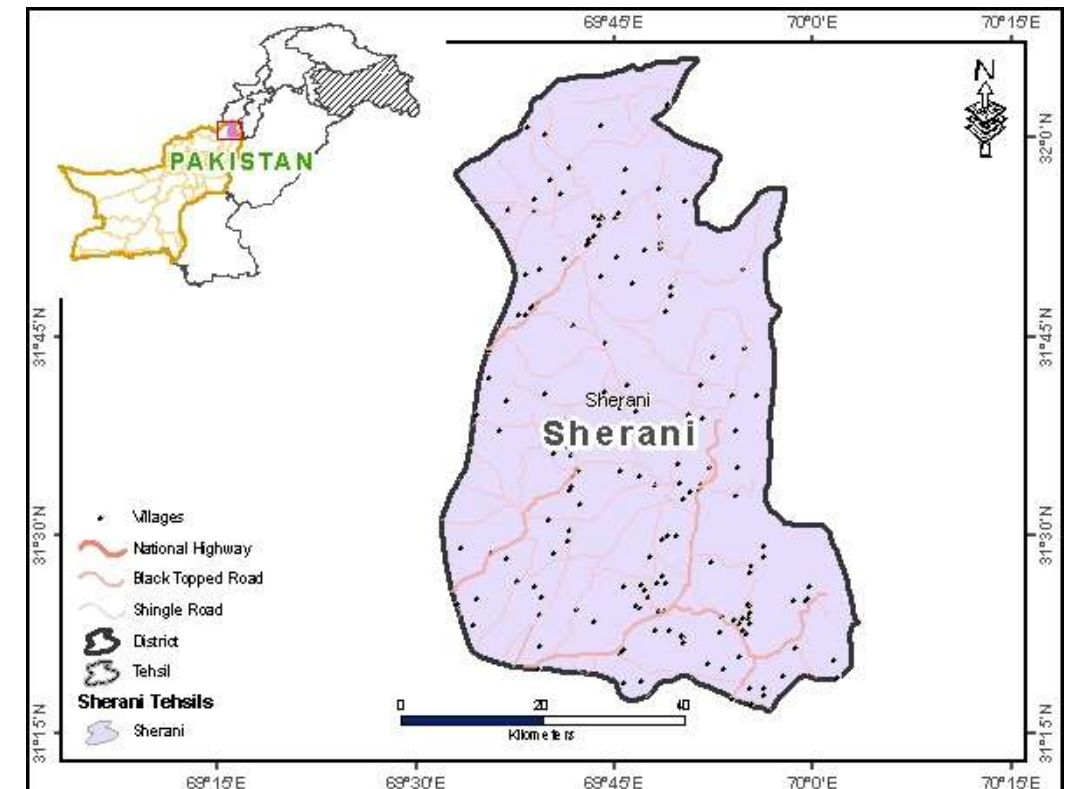 69°45'E 70°0'E 70°15'E
N
PAKISTAN
32°0'N
31°45'N 31°45'N
Sherani
Sherani
Villages
National Highway
Black Topped Road
Shingle Road
District
Tehsil
Sherani Tehsils
Sherani
31°30'N 31°30'N
0 20 40
Kilometers
31°15'N 31°15'N
69°15'E 69°30'E 69°45'E 70°0'E 70°15'E